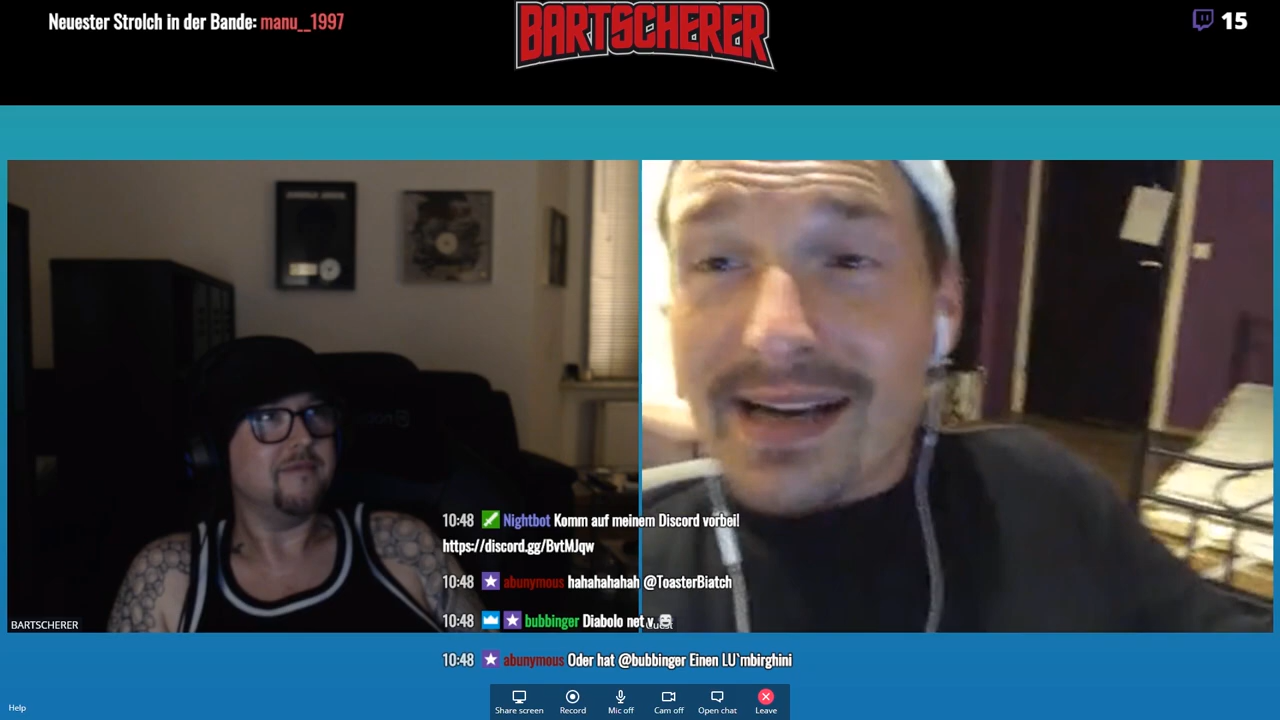 Neuester Strolch in der Bande: manu__1997
BARTSCHERER
15
10:48 Nightbot Komm auf meinem Discord vorbei!
https://discord.gg/BvtMJqw
10:48 abunymous hahahahahah @ToasterBiatch
10:48 bubbinger Diabolo net v.
BARTSCHERER
10:48 abunymous Oder hat @bubbinger Einen LU`mbirghini
Help
Share screen
Record
Mic off
Cam off
Open chat
Leave